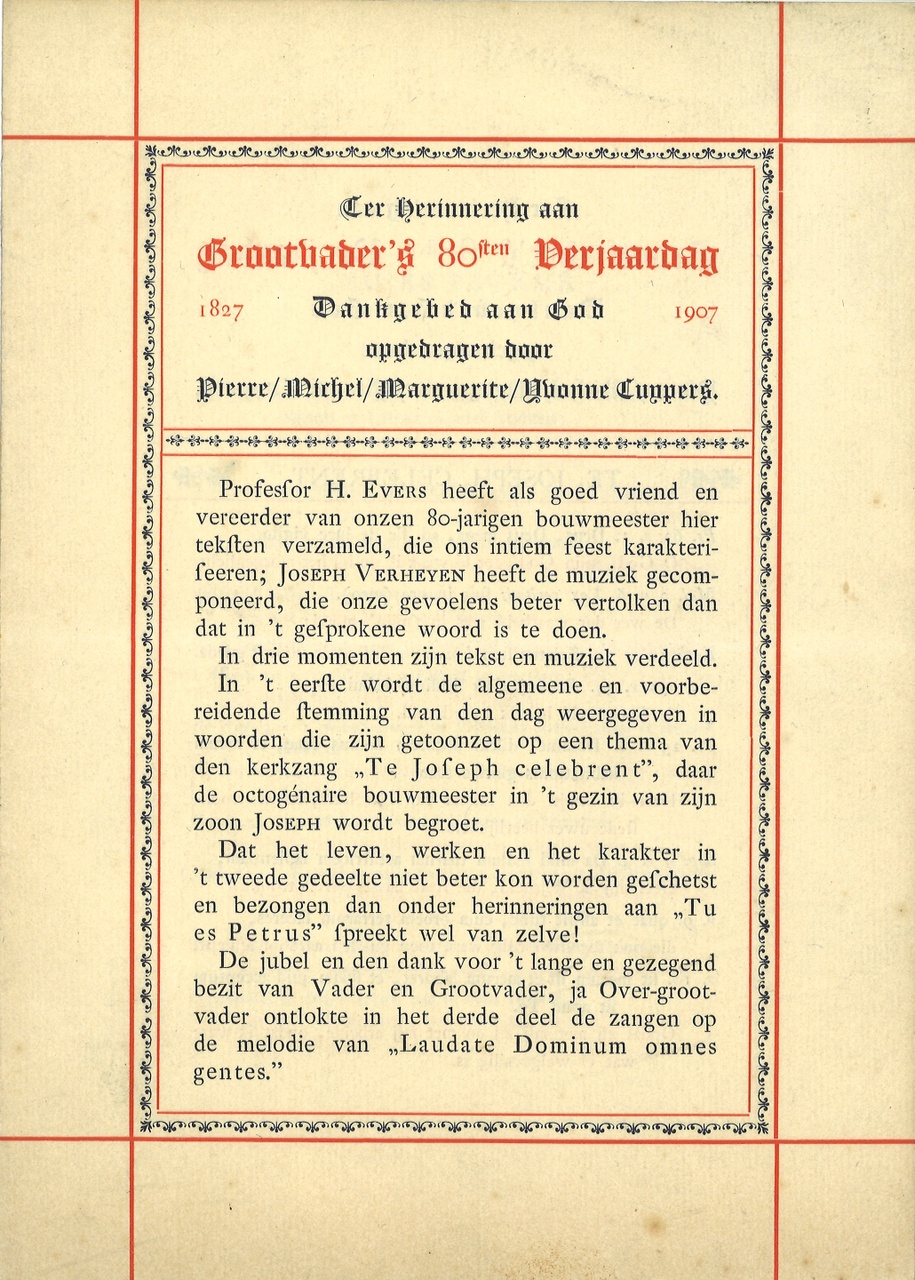 Ter Herinnering aan
Grootvader's 80ſten Verjaardag
1827 Dankgebed aan God 1907
opgedragen door
Pierre/Michel/Marguerite/Yvonne Cuypers.
Profesſor H. Evers heeft als goed vriend en
vereerder van onzen 80-jarigen bouwmeester hier
tekſten verzameld, die ons intiem feest karakteri-
ſeeren; Joseph Verheyen heeft de muziek gecom-
poneerd, die onze gevoelens beter vertolken dan
dat in 't geſprokene woord is te doen.
In drie momenten zijn tekst en muziek verdeeld.
In 't eerſte wordt de algemeene en voorbe-
reidende ſtemming van den dag weergegeven in
woorden die zijn getoonzet op een thema van
den kerkzang „Te Joſeph celebrent”, daar
de octogénaire bouwmeester in 't gezin van zijn
zoon Joseph wordt begroet.
Dat het leven, werken en het karakter in
't tweede gedeelte niet beter kon worden geſchetst
en bezongen dan onder herinneringen aan „Tu
es Petrus” ſpreekt wel van zelve!
De jubel en den dank voor 't lange en gezegend
bezit van Vader en Grootvader, ja Over-groot-
vader ontlokte in het derde deel de zangen op
de melodie van „Laudate Dominum omnes
gentes.”